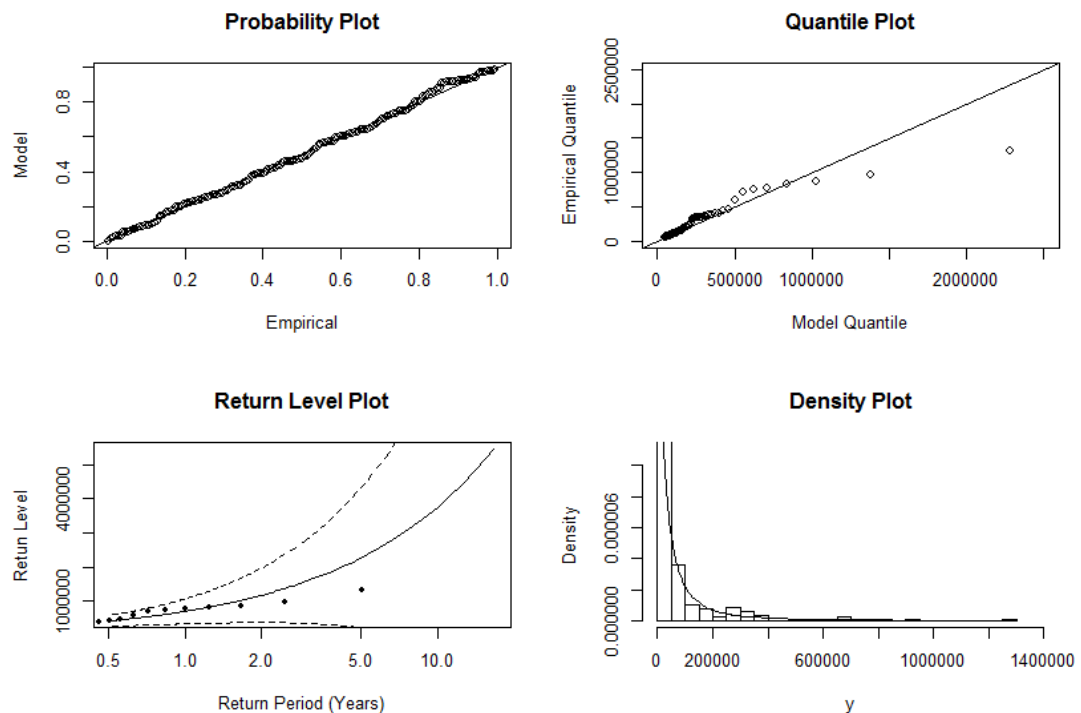 Probability Plot
Model
0.0 0.4 0.8
0.0 0.2 0.4 0.6 0.8 1.0
Empirical
Quantile Plot
Empirical Quantile
0 1000000 2500000
0 500000 1000000 2000000
Model Quantile
Return Level Plot
Retun Level
1000000 4000000
0.5 1.0 2.0 5.0 10.0
Return Period (Years)
Density Plot
Density
0.000000 0.000006
0 200000 600000 1000000 1400000
y